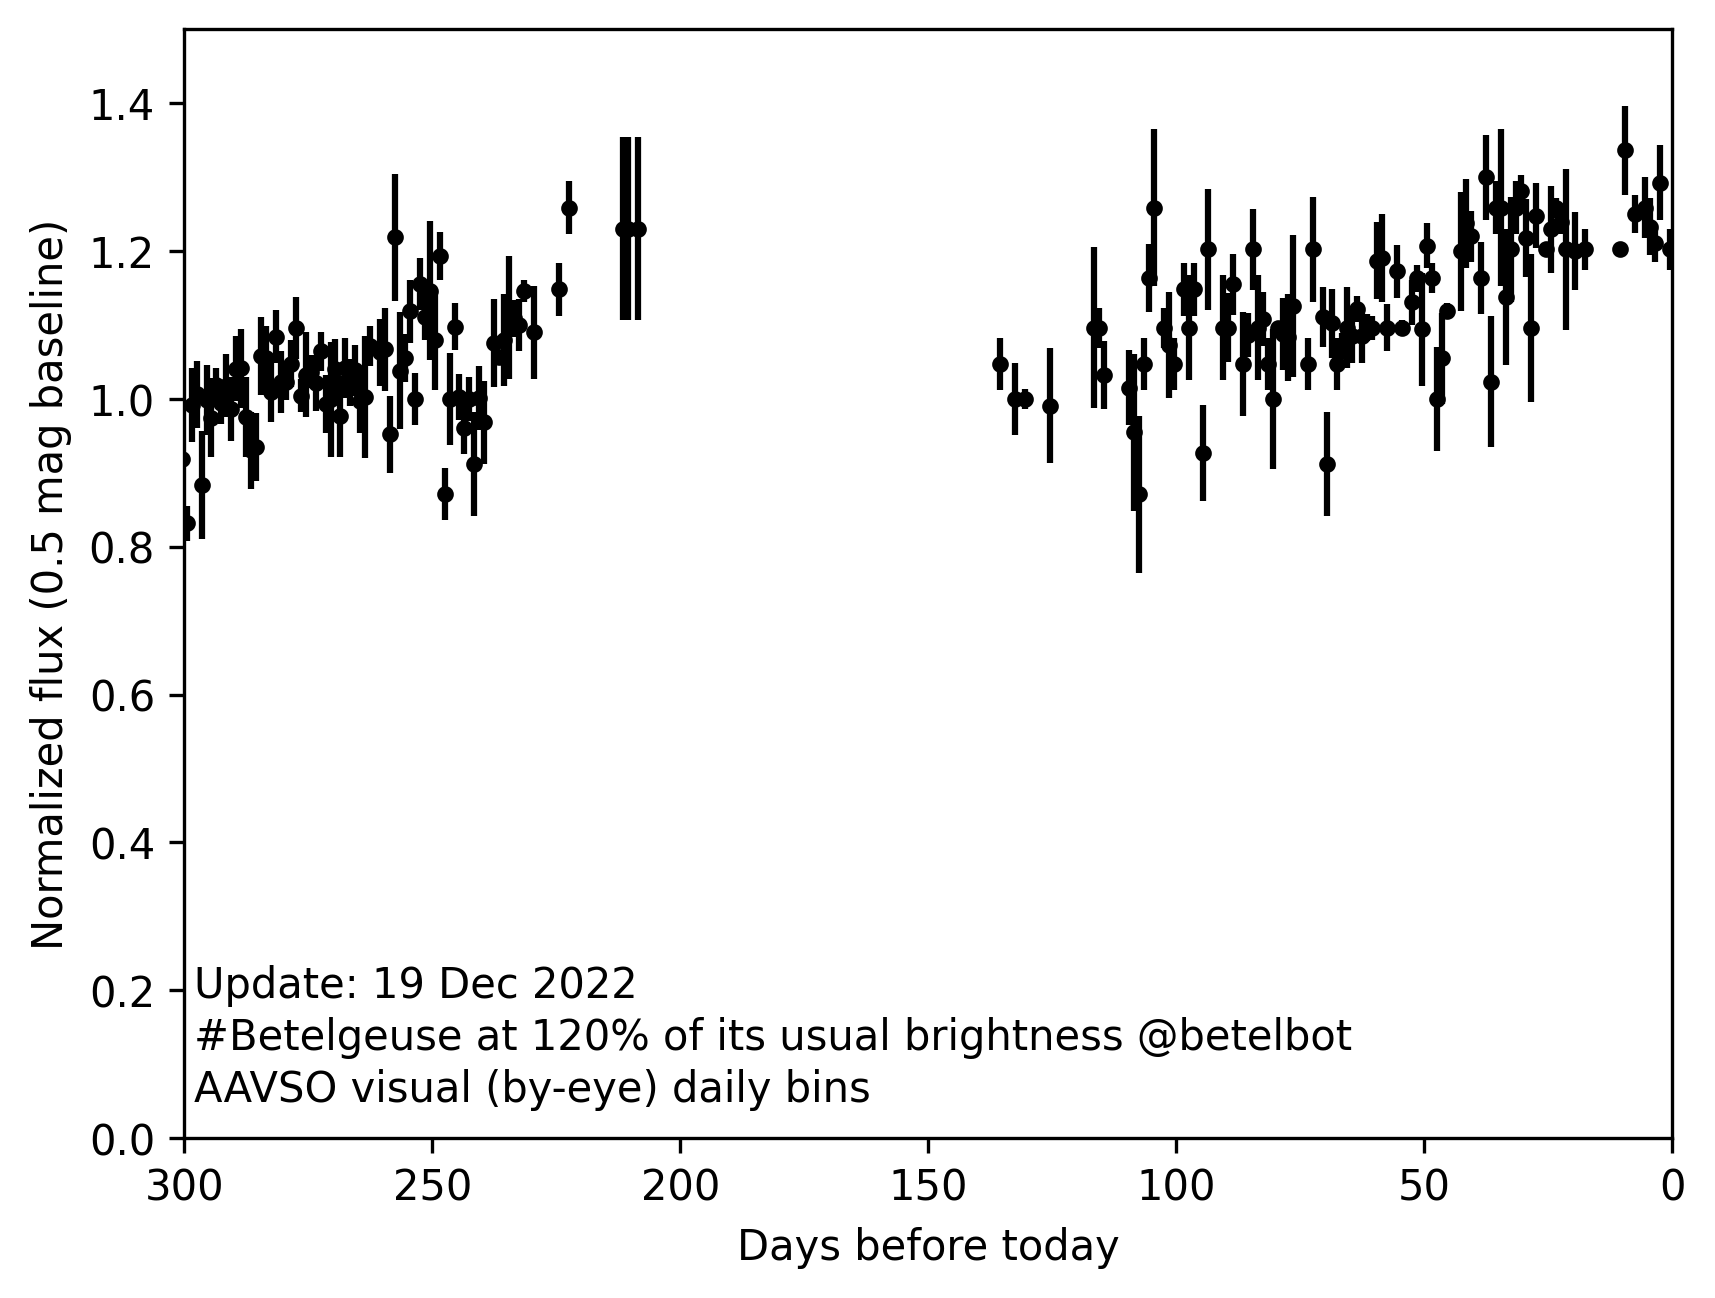 1.4
1.2
1.0
0.8
0.6
0.4
0.2
0.0
Normalized flux (0.5 mag baseline)
Update: 19 Dec 2022
#Betelgeuse at 120% of its usual brightness @betelbot
AAVSO visual (by-eye) daily bins
300 250 200 150 100 50 0
Days before today